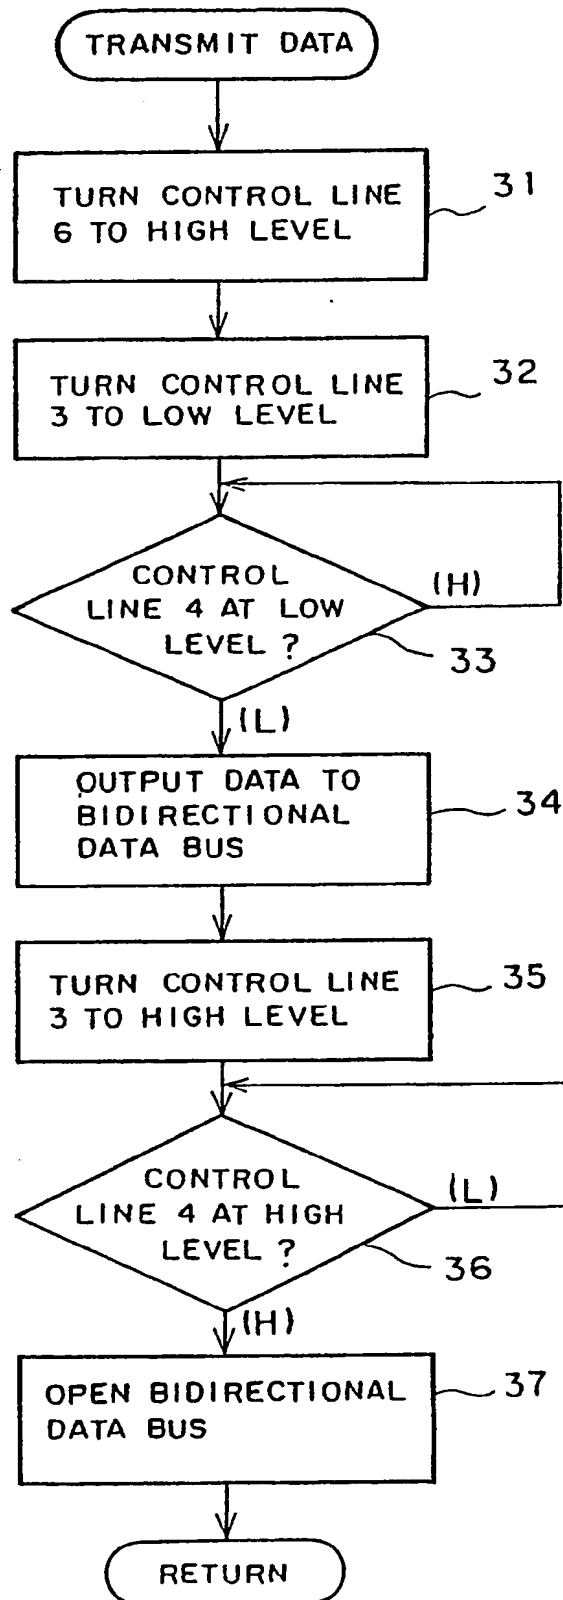 TRANSMIT DATA
TURN CONTROL LINE
6 TO HIGH LEVEL
31
TURN CONTROL LINE
3 TO LOW LEVEL
32
CONTROL
LINE 4 AT LOW
LEVEL ?
(H)
33
(L)
OUTPUT DATA TO
BIDIRECTIONAL
DATA BUS
34
TURN CONTROL LINE
3 TO HIGH LEVEL
35
CONTROL
LINE 4 AT HIGH
LEVEL ?
(L)
36
(H)
OPEN BIDIRECTIONAL
DATA BUS
37
RETURN